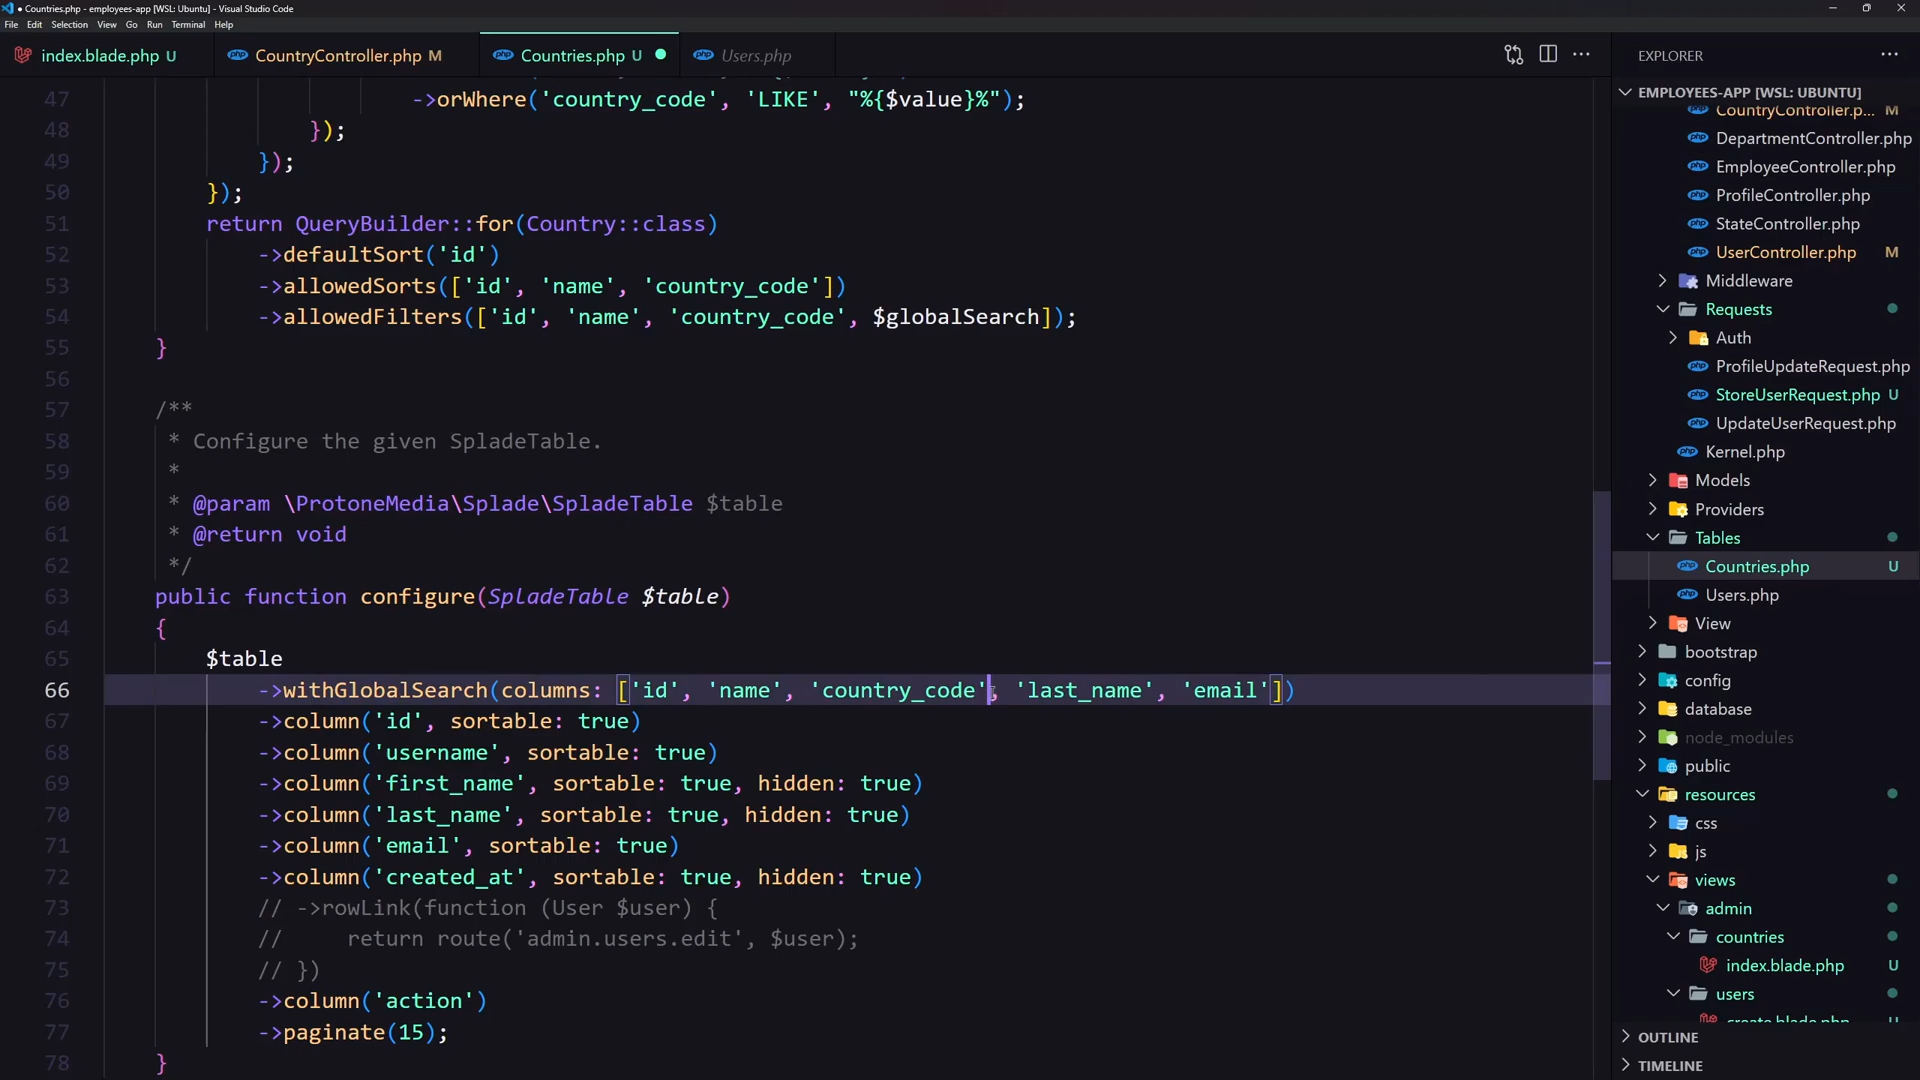 Countries.php - employees-app [WSL: Ubuntu] - Visual Studio Code
File Edit Selection View Go Run Terminal Help
index.blade.php U
CountryController.php M
Countries.php U
Users.php
47 ->orWhere('country_code', 'LIKE', "%{$value}%");
48 });
49 });
50 });
51 return QueryBuilder::for(Country::class)
52 ->defaultSort('id')
53 ->allowedSorts(['id', 'name', 'country_code'])
54 ->allowedFilters(['id', 'name', 'country_code', $globalSearch]);
55 }
56
57 /**
58 * Configure the given SpladeTable.
59 *
60 * @param \ProtoneMedia\Splade\SpladeTable $table
61 * @return void
62 */
63 public function configure(SpladeTable $table)
64 {
65 $table
66 ->withGlobalSearch(columns: ['id', 'name', 'country_code', 'last_name', 'email'])
67 ->column('id', sortable: true)
68 ->column('username', sortable: true)
69 ->column('first_name', sortable: true, hidden: true)
70 ->column('last_name', sortable: true, hidden: true)
71 ->column('email', sortable: true)
72 ->column('created_at', sortable: true, hidden: true)
73 // ->rowLink(function (User $user) {
74 //     return route('admin.users.edit', $user);
75 // })
76 ->column('action')
77 ->paginate(15);
78 }
EXPLORER
EMPLOYEES-APP [WSL: UBUNTU]
CountryController.p... M
DepartmentController.php
EmployeeController.php
ProfileController.php
StateController.php
UserController.php M
Middleware
Requests
Auth
ProfileUpdateRequest.php
StoreUserRequest.php U
UpdateUserRequest.php
Kernel.php
Models
Providers
Tables
Countries.php U
Users.php
View
bootstrap
config
database
node_modules
public
resources
css
js
views
admin
countries
index.blade.php U
users
create.blade.php U
OUTLINE
TIMELINE